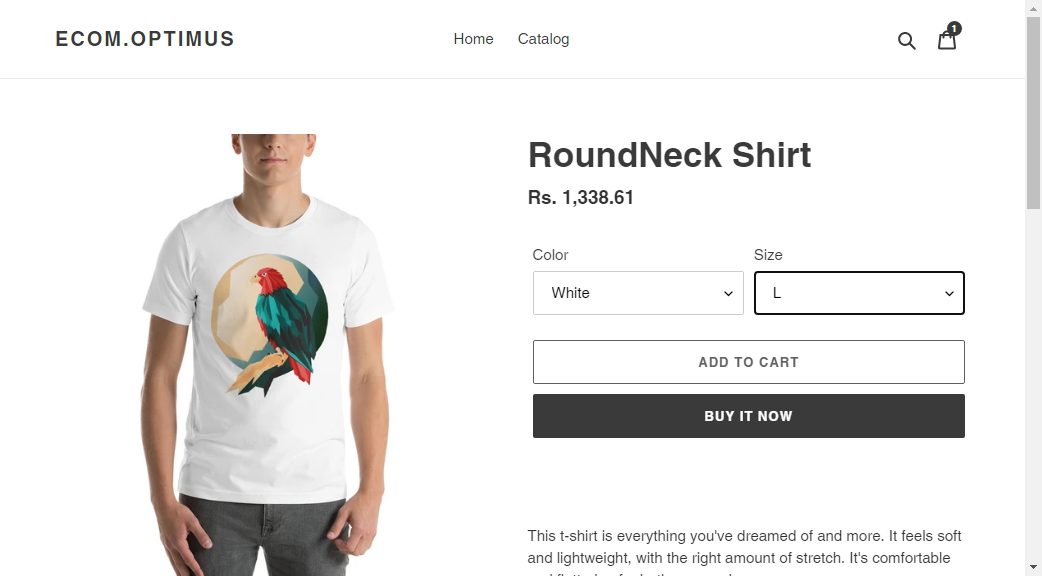 ECOM.OPTIMUS
Home Catalog
1
RoundNeck Shirt
Rs. 1,338.61
Color Size
White L
ADD TO CART
BUY IT NOW
This t-shirt is everything you've dreamed of and more. It feels soft
and lightweight, with the right amount of stretch. It's comfortable